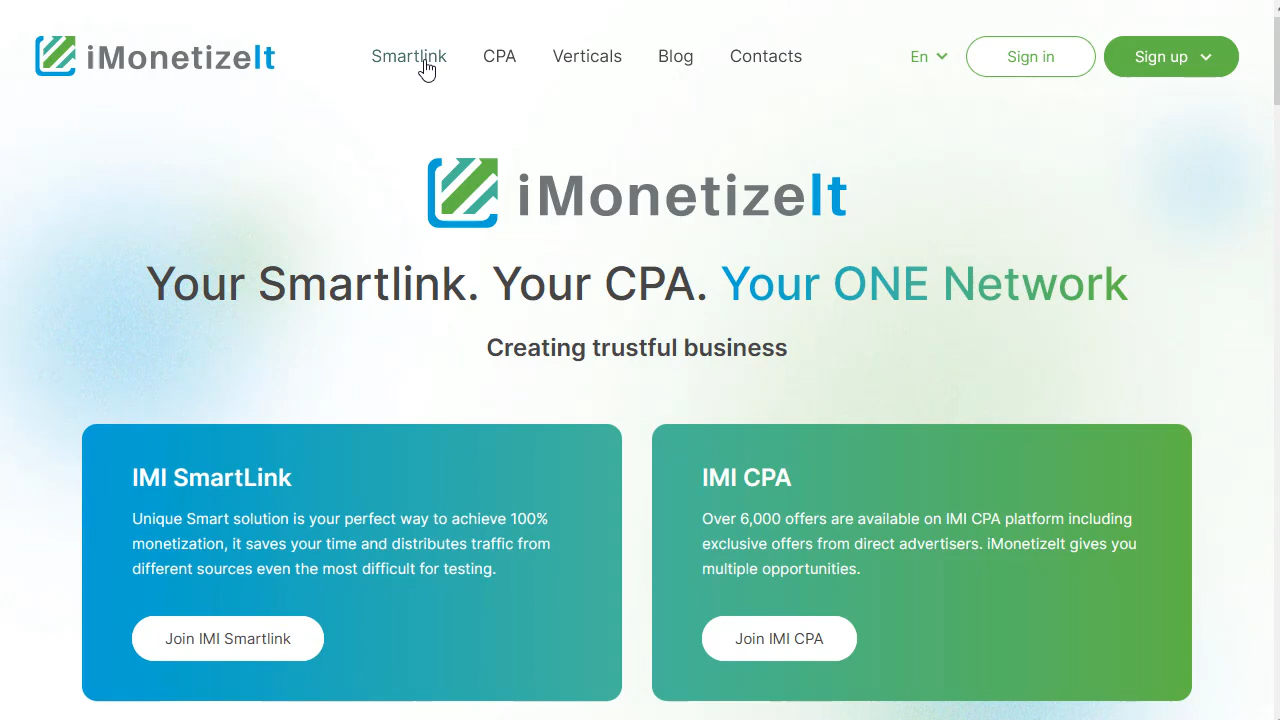 iMonetizeIt
Smartlink CPA Verticals Blog Contacts
En Sign in Sign up
iMonetizeIt
Your Smartlink. Your CPA. Your ONE Network
Creating trustful business
IMI SmartLink
Unique Smart solution is your perfect way to achieve 100%
monetization, it saves your time and distributes traffic from
different sources even the most difficult for testing.
Join IMI Smartlink
IMI CPA
Over 6,000 offers are available on IMI CPA platform including
exclusive offers from direct advertisers. iMonetizeIt gives you
multiple opportunities.
Join IMI CPA